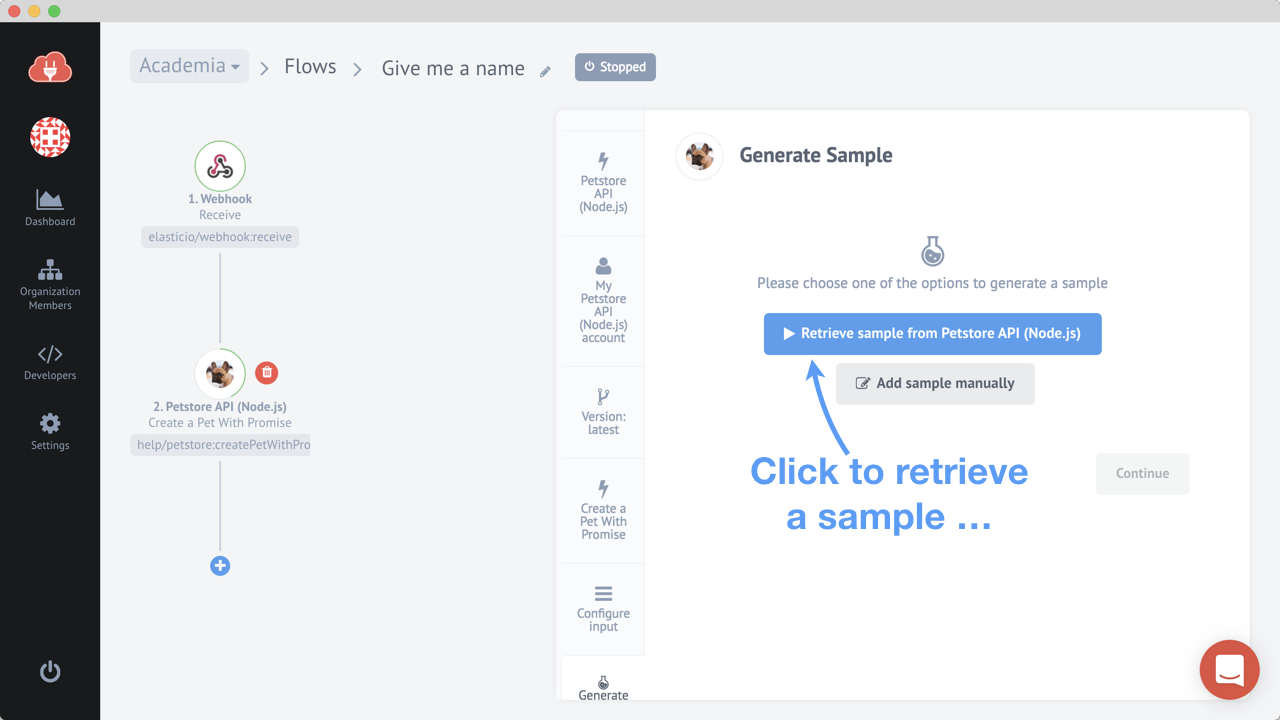 Academia
Flows
Give me a name
Stopped
Dashboard
Organization
Members
Developers
Settings
1. Webhook
Receive
elasticio/webhook:receive
2. Petstore API (Node.js)
Create a Pet With Promise
help/petstore:createPetWithPro
Petstore
API
(Node.js)
My
Petstore
API
(Node.js)
account
Version:
latest
Create a
Pet With
Promise
Configure
input
Generate
Generate Sample
Please choose one of the options to generate a sample
Retrieve sample from Petstore API (Node.js)
Add sample manually
Click to retrieve
a sample ...
Continue